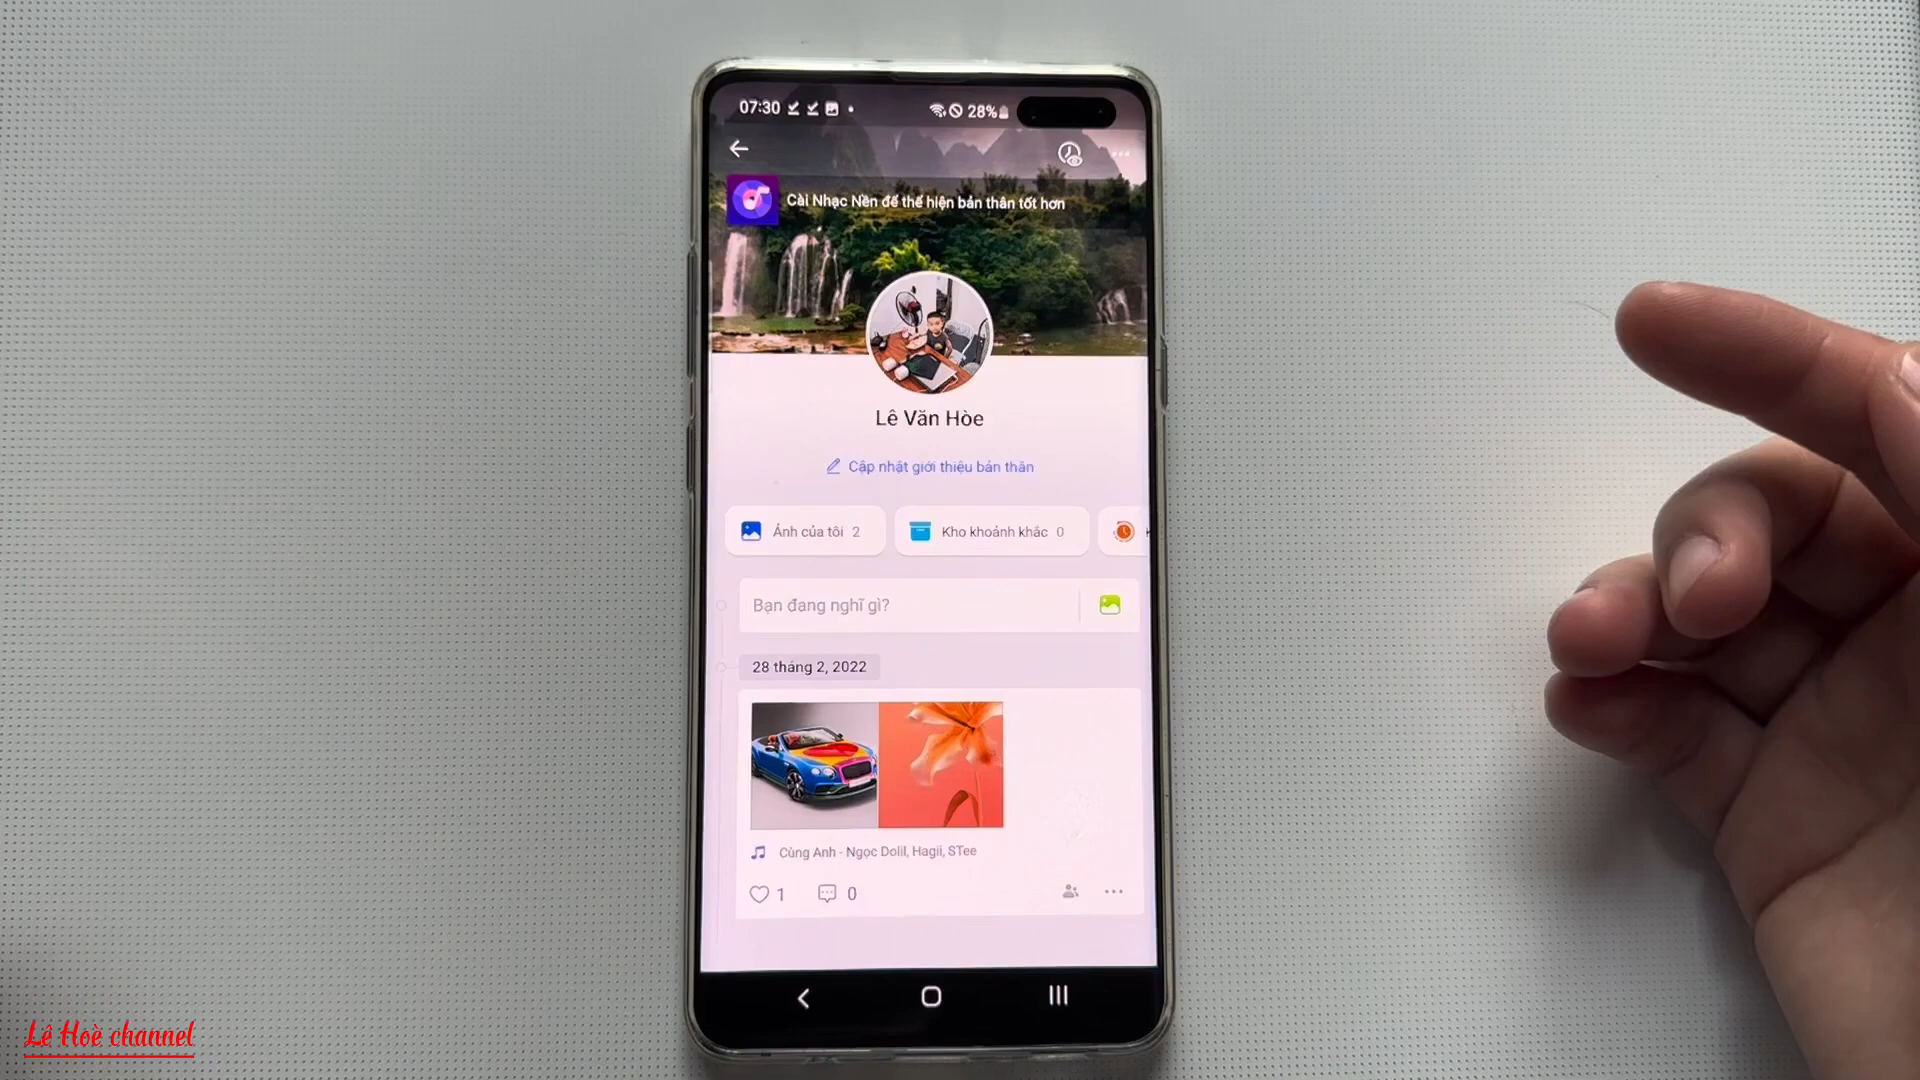 07:30
28%
Cài Nhạc Nền để thể hiện bản thân tốt hơn
Lê Văn Hòe
Cập nhật giới thiệu bản thân
Ảnh của tôi 2
Kho khoảnh khắc 0
Bạn đang nghĩ gì?
28 tháng 2, 2022
Cùng Anh - Ngọc Dolil, Hagii, STee
1
0
Lê Hoè channel